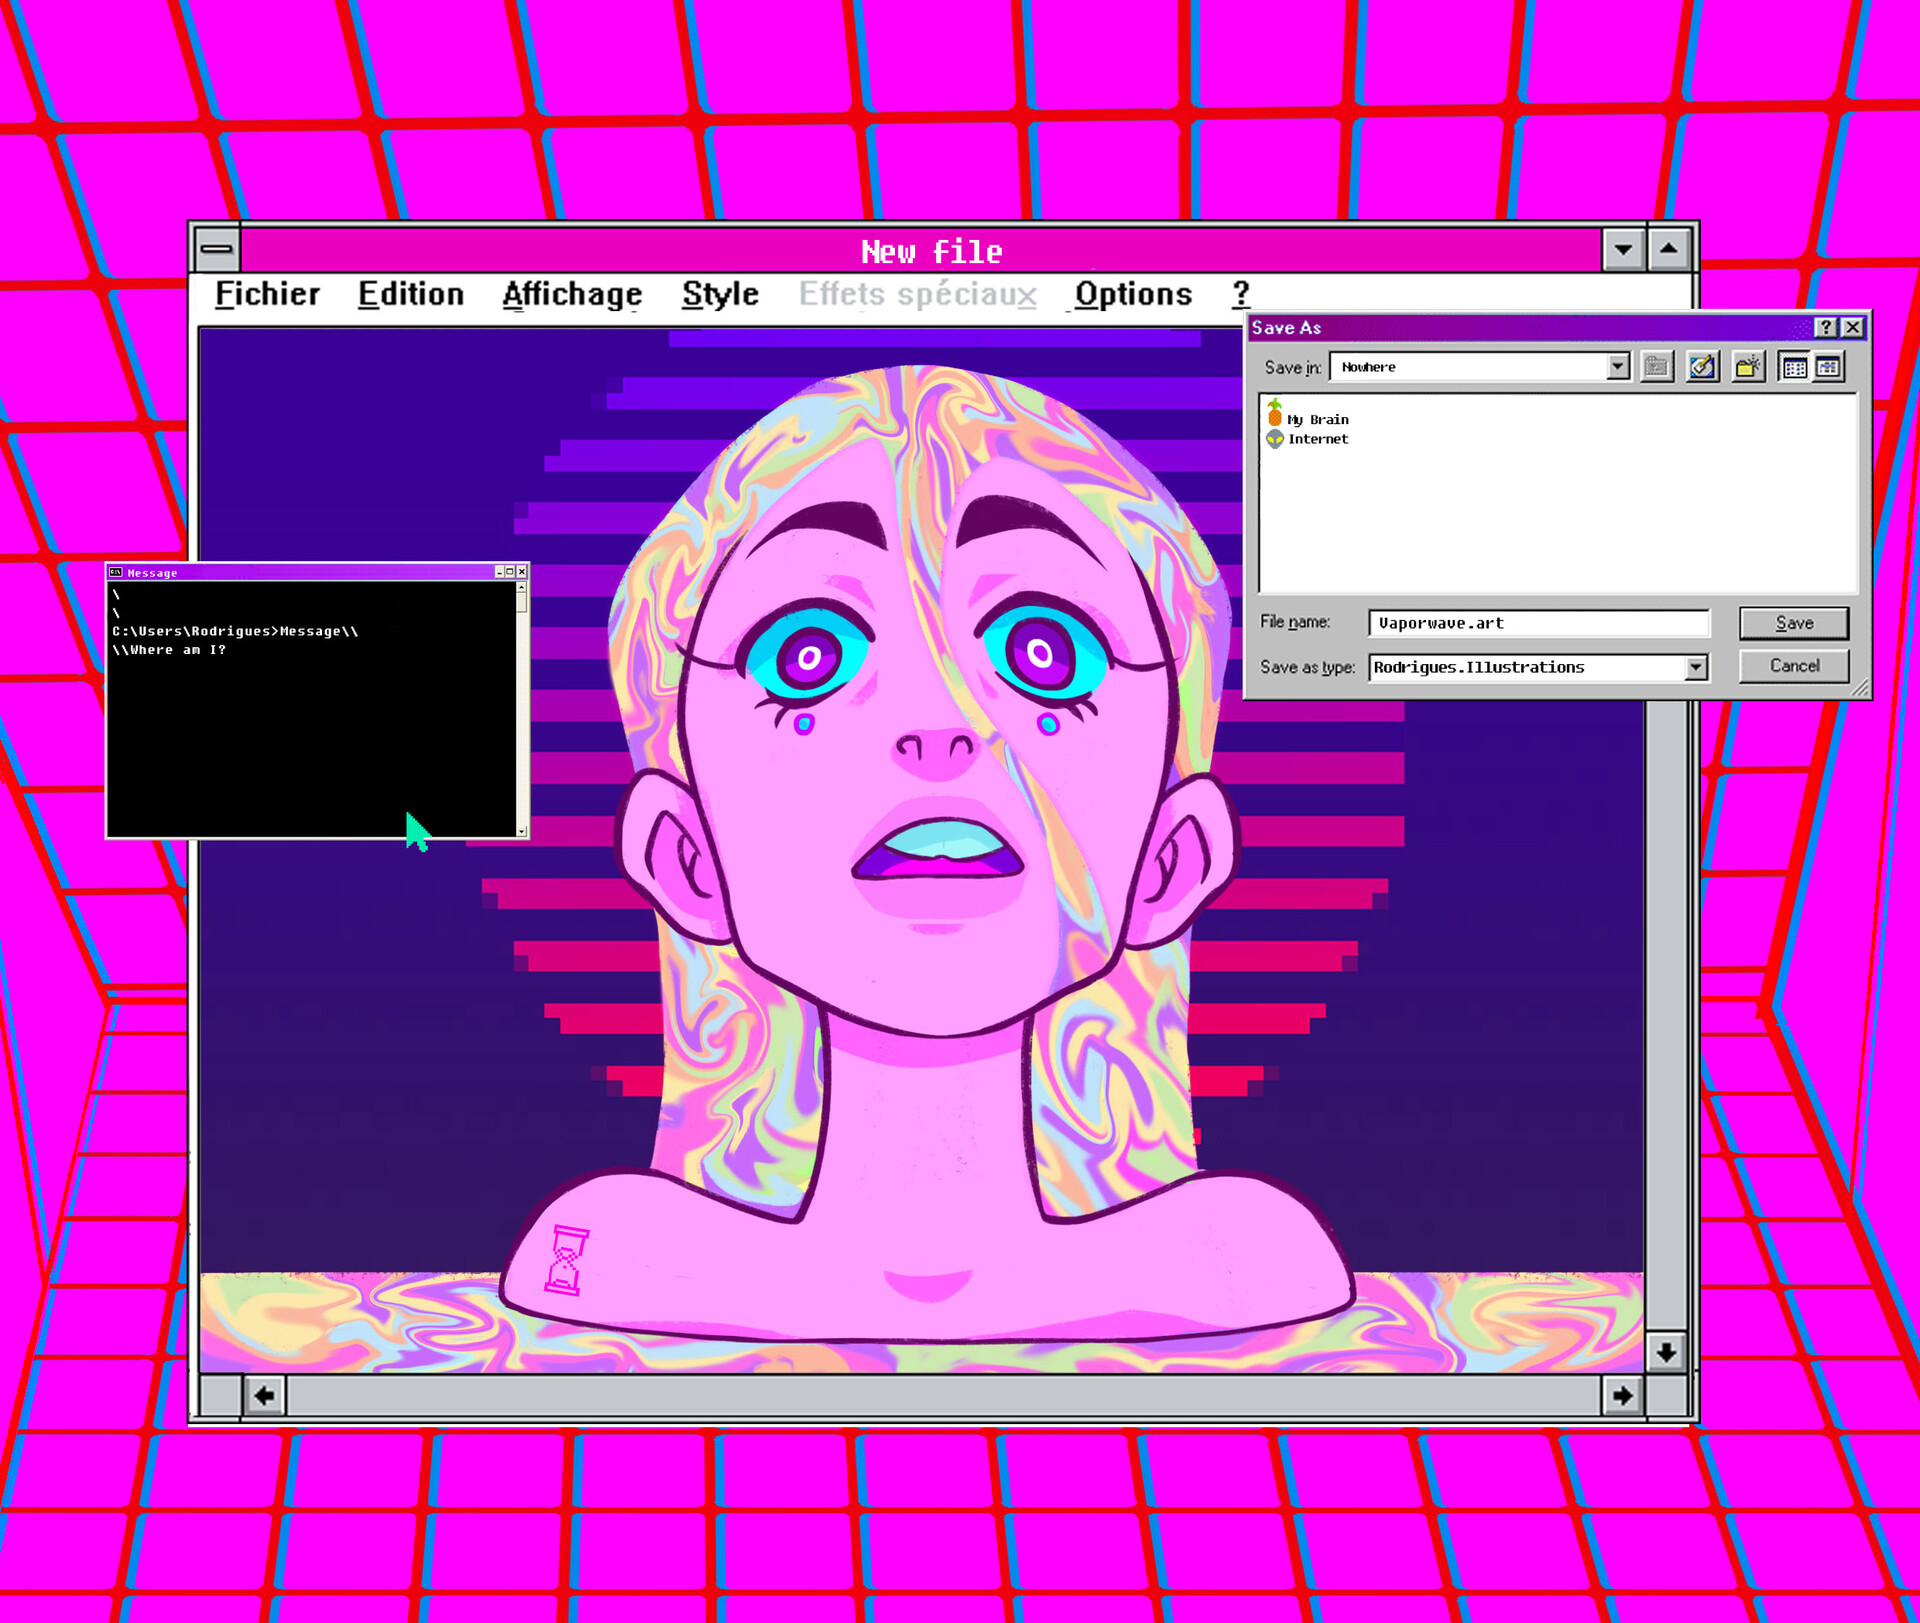 New file
Fichier Edition Affichage Style Effets spéciaux Options ?
Save As
Save in: Nowhere
My Brain
Internet
File name: Vaporwave.art Save
Save as type: Rodrigues.Illustrations Cancel
C:\ Message
\
\
C:\Users\Rodrigues>Message\\
\\Where am I?